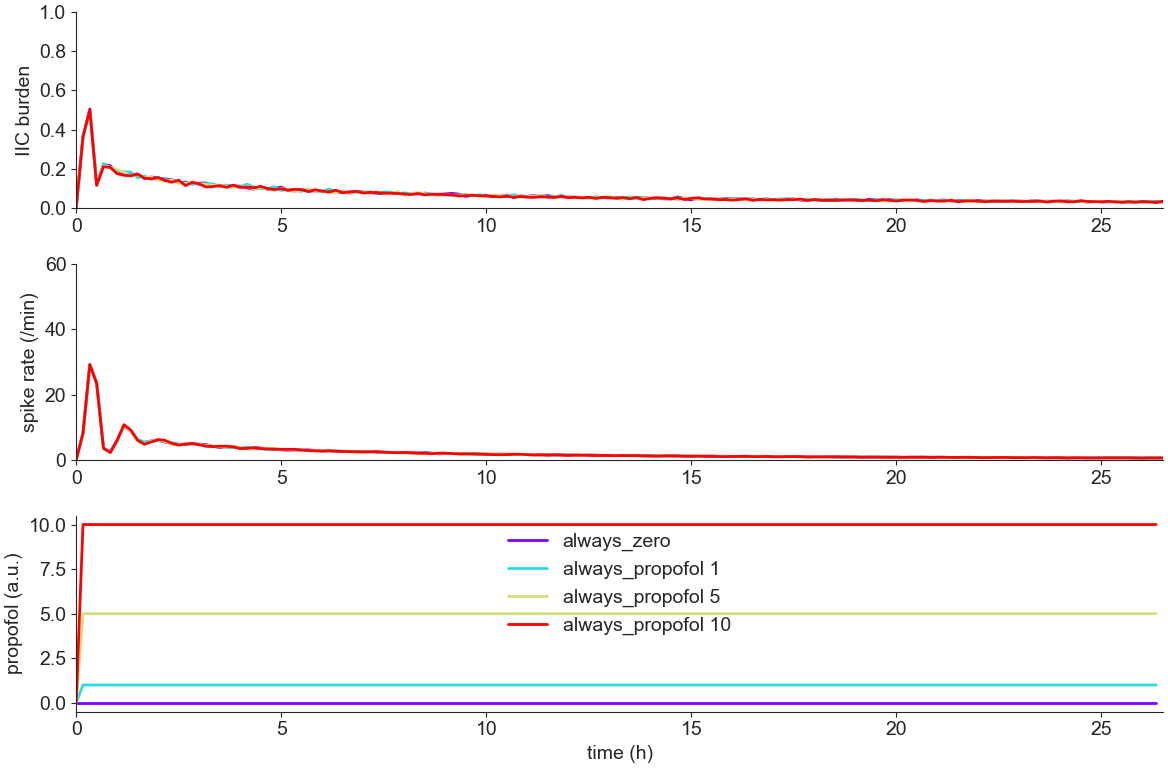 1.0
0.8
0.6
0.4
0.2
0.0
IIC burden
0 5 10 15 20 25
60
40
20
0
spike rate (/min)
0 5 10 15 20 25
10.0
7.5
5.0
2.5
0.0
propofol (a.u.)
always_zero
always_propofol 1
always_propofol 5
always_propofol 10
0 5 10 15 20 25
time (h)